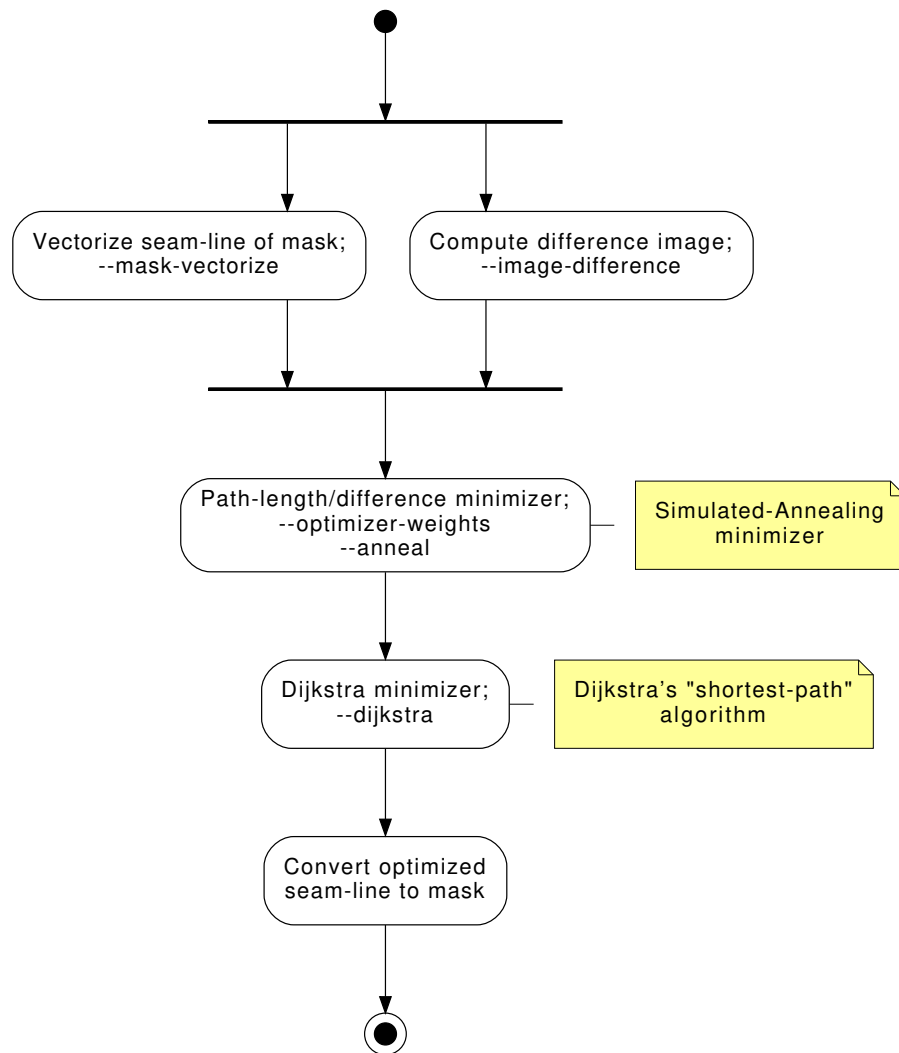 Vectorize seam-line of mask;
--mask-vectorize
Compute difference image;
--image-difference
Path-length/difference minimizer;
--optimizer-weights
--anneal
Simulated-Annealing
minimizer
Dijkstra minimizer;
--dijkstra
Dijkstra's "shortest-path"
algorithm
Convert optimized
seam-line to mask